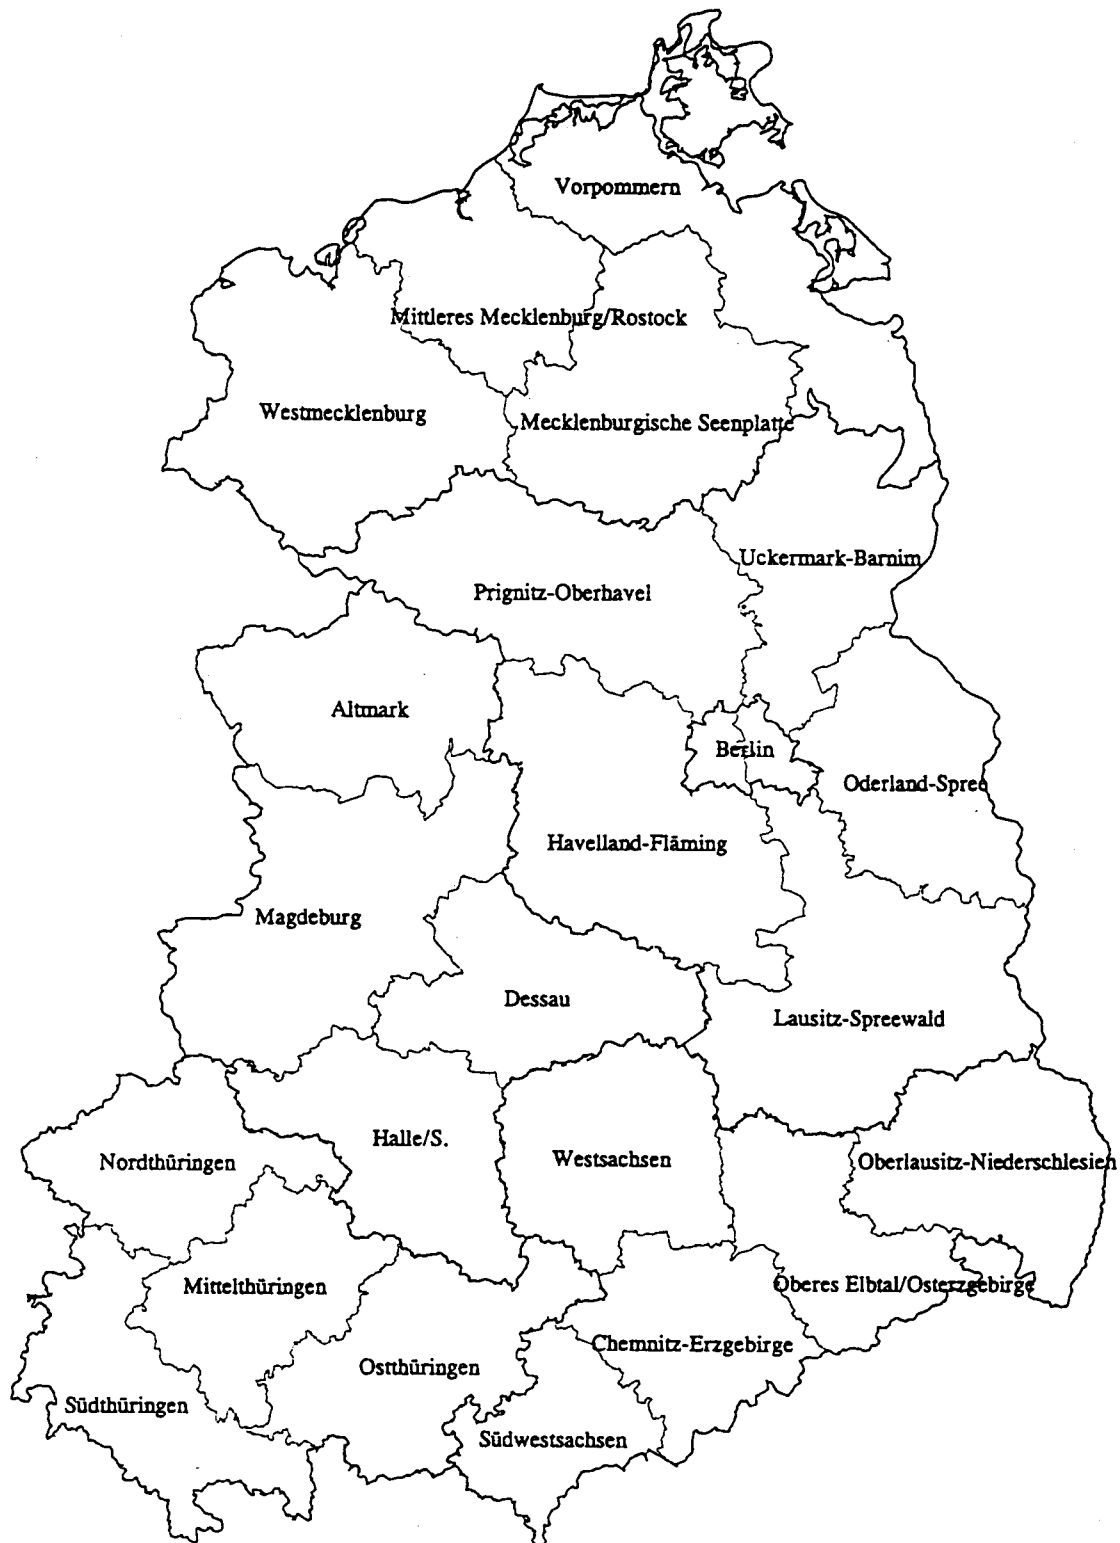 Vorpommern
Mittleres Mecklenburg/Rostock
Westmecklenburg
Mecklenburgische Seenplatte
Uckermark-Barnim
Prignitz-Oberhavel
Altmark
Berlin
Oderland-Spree
Havelland-Fläming
Magdeburg
Dessau
Lausitz-Spreewald
Halle/S.
Nordthüringen
Westsachsen
Oberlausitz-Niederschlesien
Mittelthüringen
Oberes Elbtal/Osterzgebirge
Chemnitz-Erzgebirge
Ostthüringen
Südthüringen
Südwestsachsen